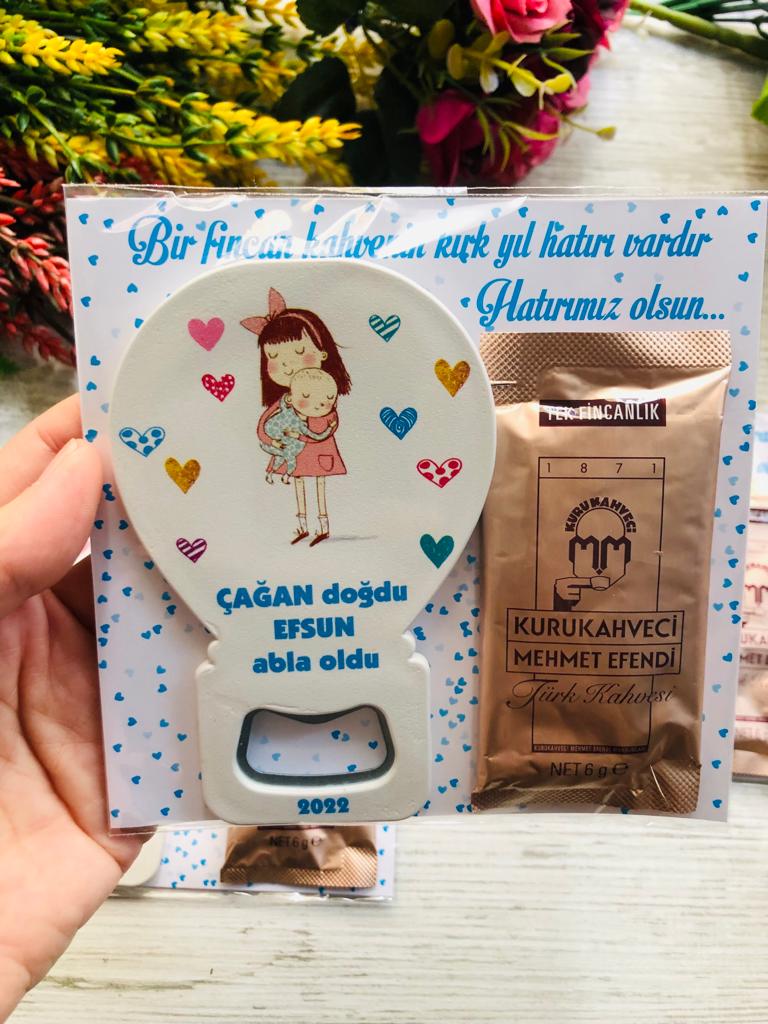 Bir fincan kahvenin kırk yıl hatırı vardır
Hatırımız olsun...
ÇAĞAN doğdu
EFSUN
abla oldu
2022
TEK FİNCANLIK
1871
KURUKAHVECİ
MM
KURUKAHVECİ
MEHMET EFENDİ
Türk Kahvesi
NET 6 g e
NET 6 g e